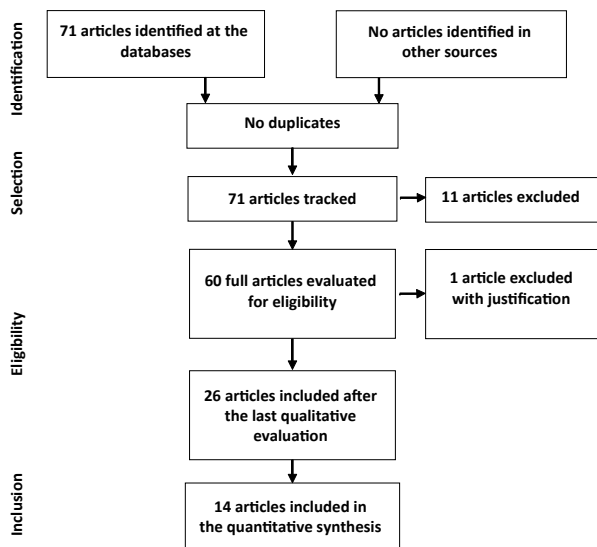 Identification
71 articles identified at the
databases
No articles identified in
other sources
No duplicates
Selection
71 articles tracked
11 articles excluded
Eligibility
60 full articles evaluated
for eligibility
1 article excluded
with justification
26 articles included after
the last qualitative
evaluation
Inclusion
14 articles included in
the quantitative synthesis